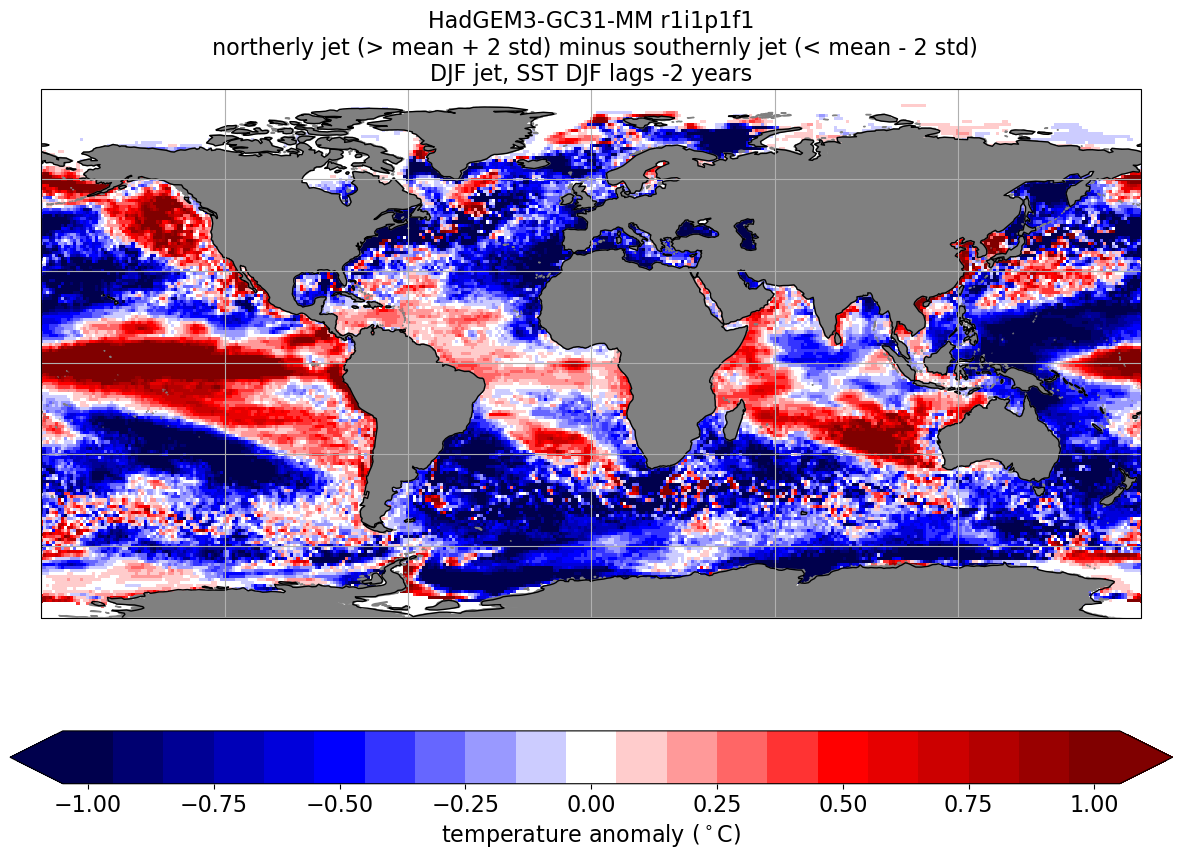 HadGEM3-GC31-MM r1i1p1f1
northerly jet (> mean + 2 std) minus southernly jet (< mean - 2 std)
DJF jet, SST DJF lags -2 years
−1.00 −0.75 −0.50 −0.25 0.00 0.25 0.50 0.75 1.00
temperature anomaly (∘C)